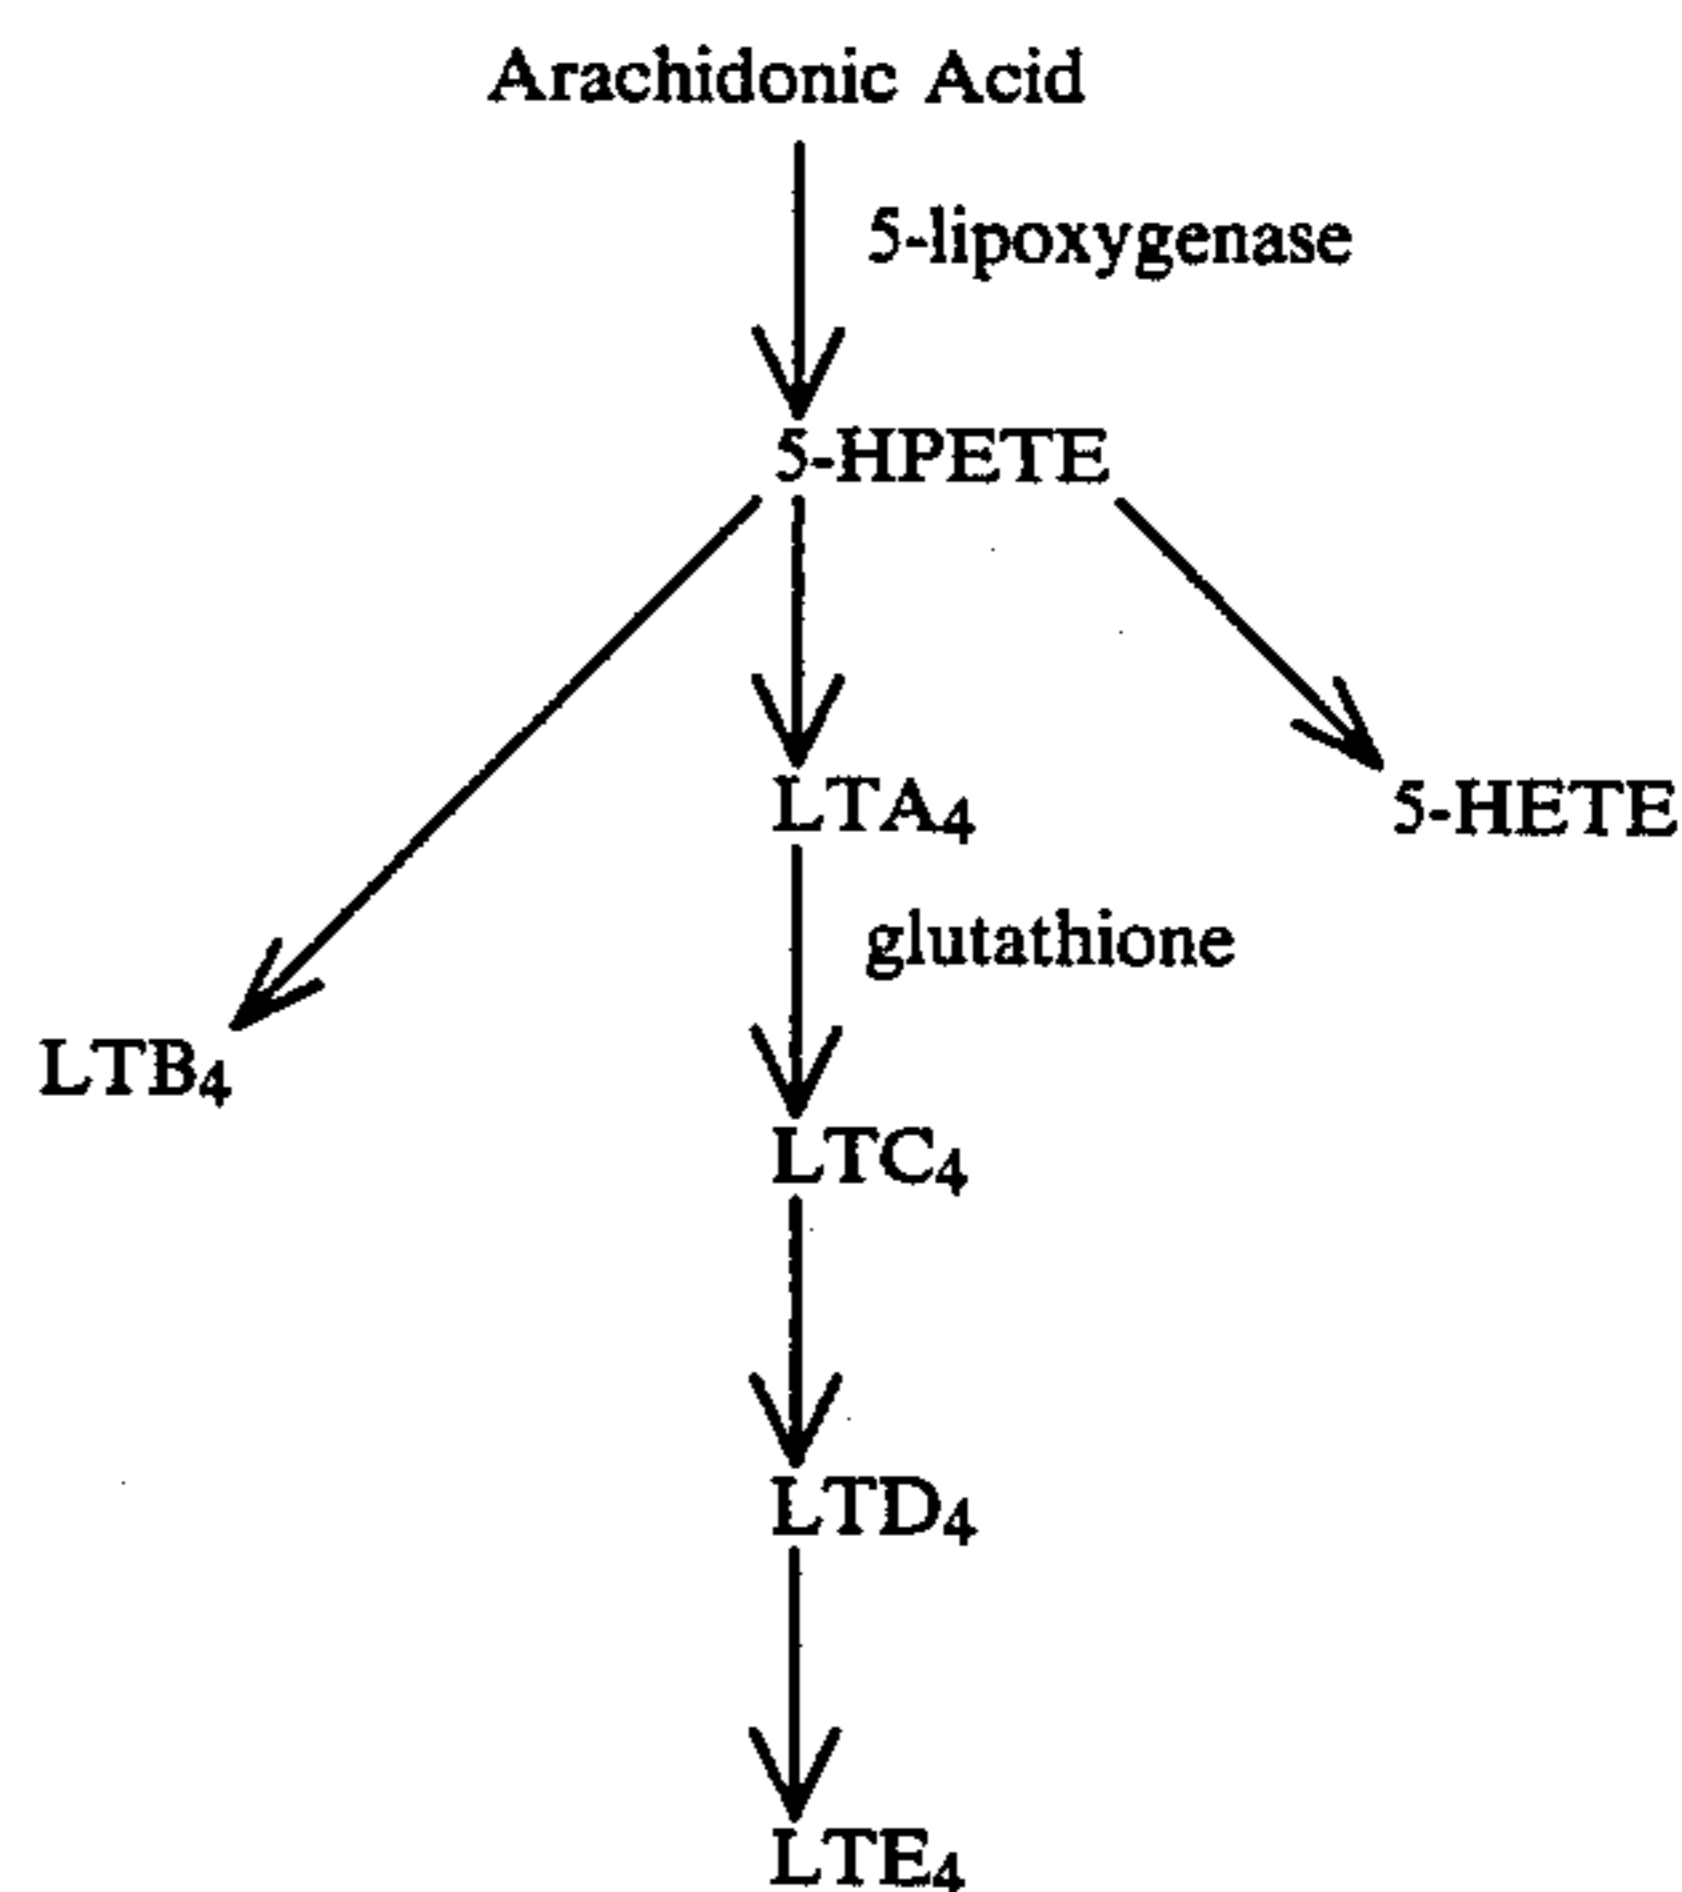 Arachidonic Acid
5-lipoxygenase
5-HPETE
LTA4
5-HETE
glutathione
LTB4
LTC4
LTD4
LTE4